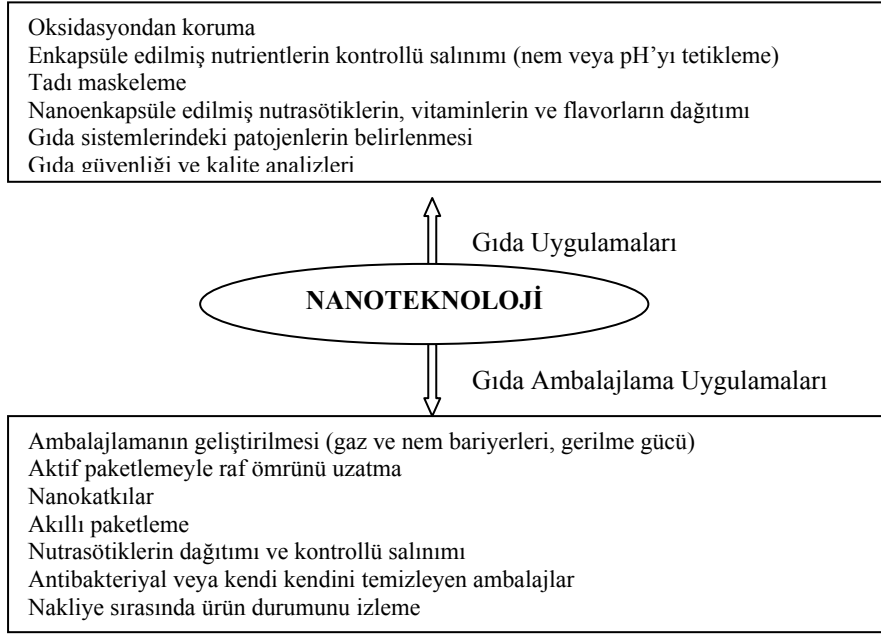 Oksidasyondan koruma
Enkapsüle edilmiş nutrientlerin kontrollü salınımı (nem veya pH’yı tetikleme)
Tadı maskeleme
Nanoenkapsüle edilmiş nutrasötiklerin, vitaminlerin ve flavorların dağıtımı
Gıda sistemlerindeki patojenlerin belirlenmesi
Gıda güvenliği ve kalite analizleri
Gıda Uygulamaları
NANOTEKNOLOJİ
Gıda Ambalajlama Uygulamaları
Ambalajlamanın geliştirilmesi (gaz ve nem bariyerleri, gerilme gücü)
Aktif paketlemeyle raf ömrünü uzatma
Nanokatkılar
Akıllı paketleme
Nutrasötiklerin dağıtımı ve kontrollü salınımı
Antibakteriyal veya kendi kendini temizleyen ambalajlar
Nakliye sırasında ürün durumunu izleme